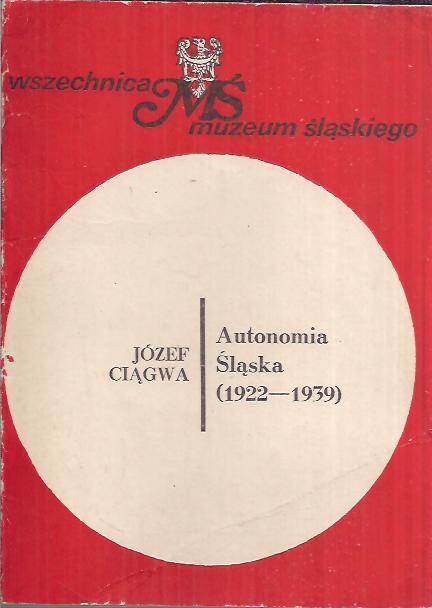 wszechnica
MŚ
muzeum śląskiego
JÓZEF
CIĄGWA
Autonomia
Śląska
(1922—1939)